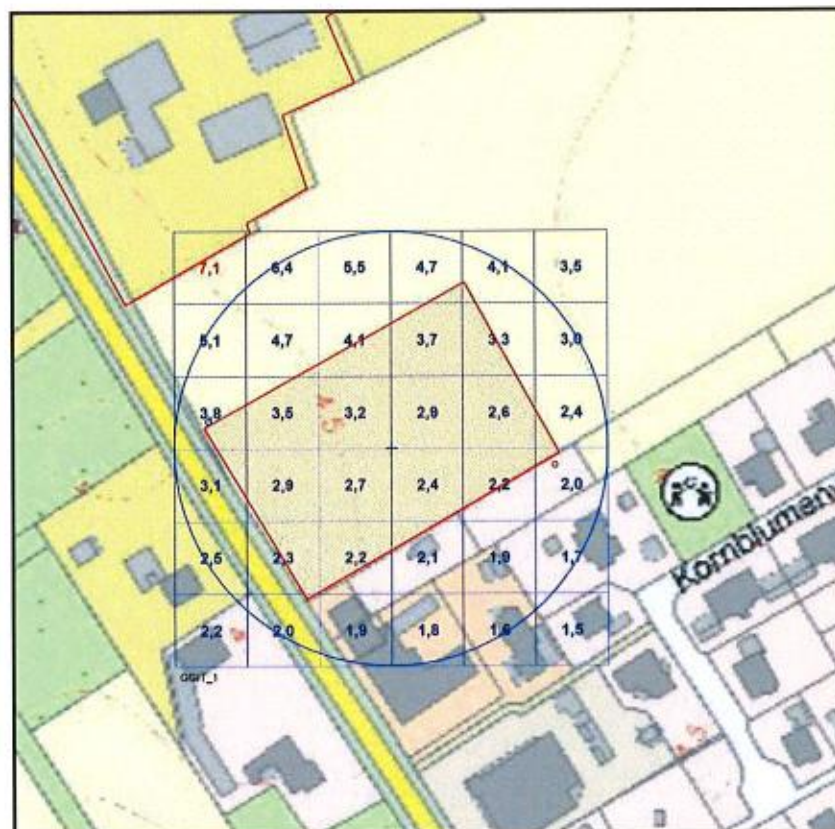 7,1 6,4 5,5 4,7 4,1 3,5
5,1 4,7 4,1 3,7 3,3 3,0
3,8 3,5 3,2 2,9 2,6 2,4
4,5
3,1 2,9 2,7 2,4 2,2 2,0
2,5 2,3 2,2 2,1 1,9 1,7
2,2 2,0 1,9 1,8 1,6 1,5
GGIT_1
Kornblumenw